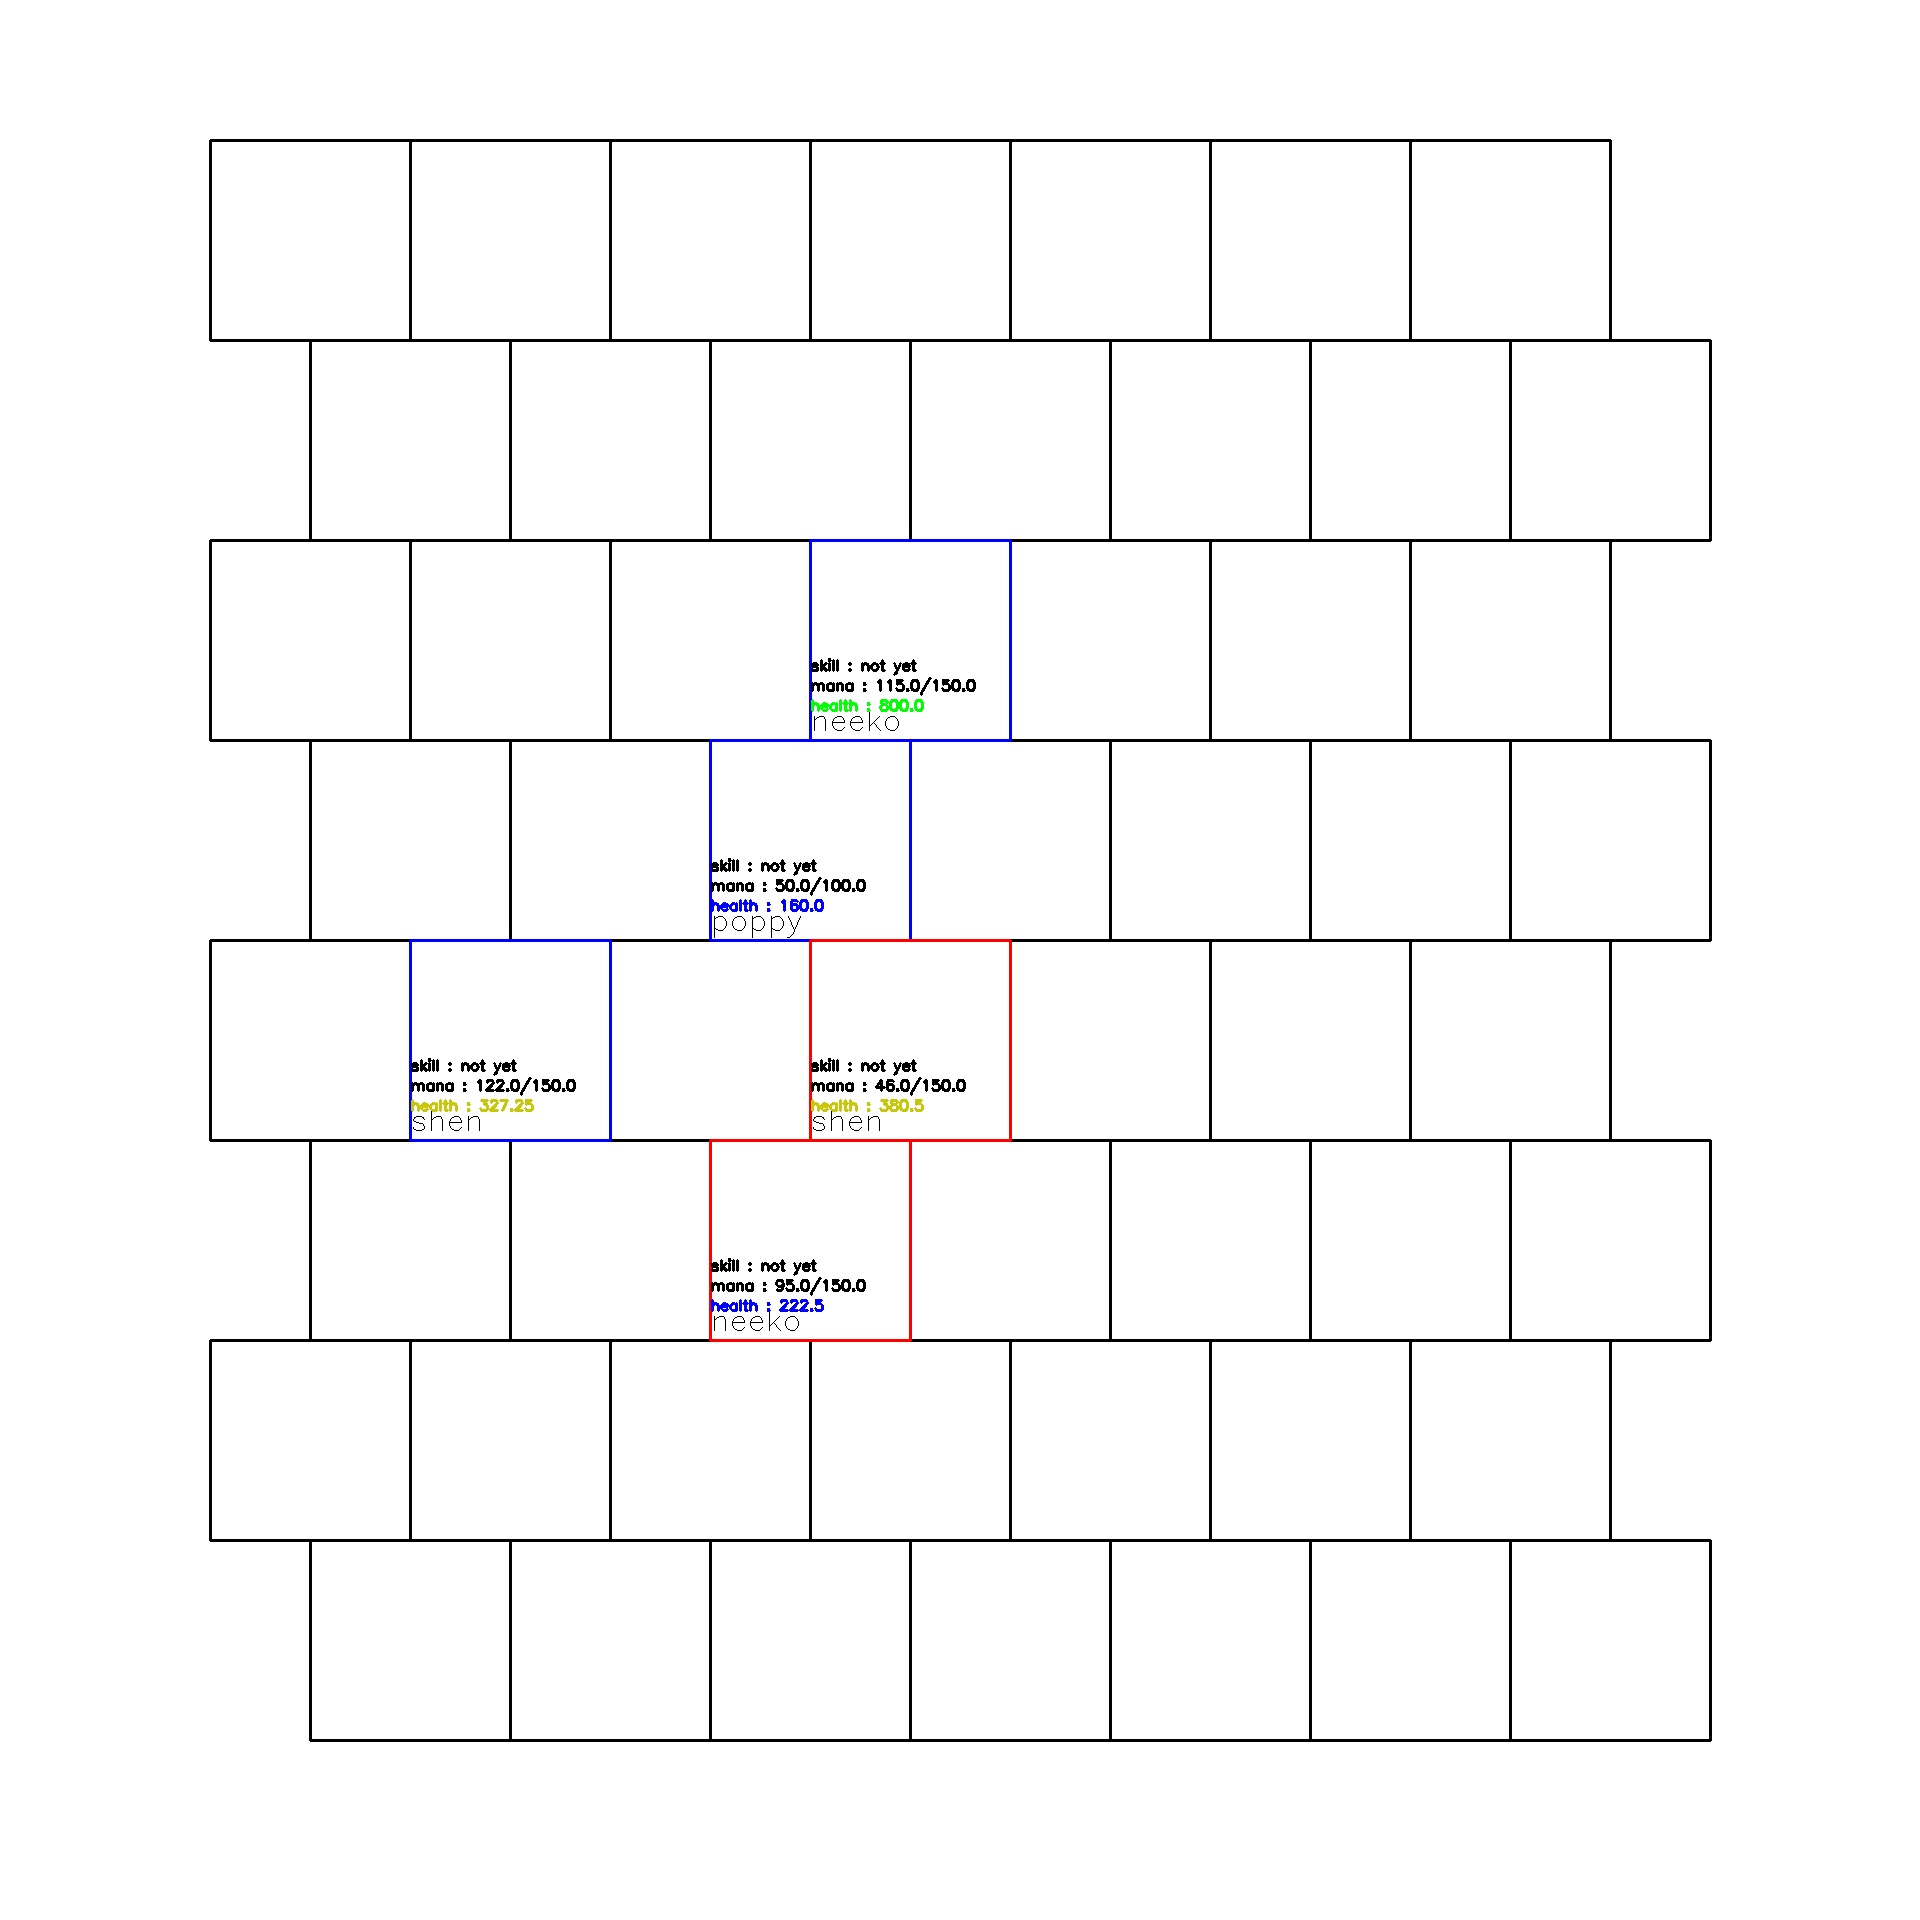 skill : not yet
mana : 115.0/150.0
health : 800.0
neeko
skill : not yet
mana : 50.0/100.0
health : 160.0
poppy
skill : not yet
mana : 122.0/150.0
health : 327.25
shen
skill : not yet
mana : 46.0/150.0
health : 380.5
shen
skill : not yet
mana : 95.0/150.0
health : 222.5
neeko